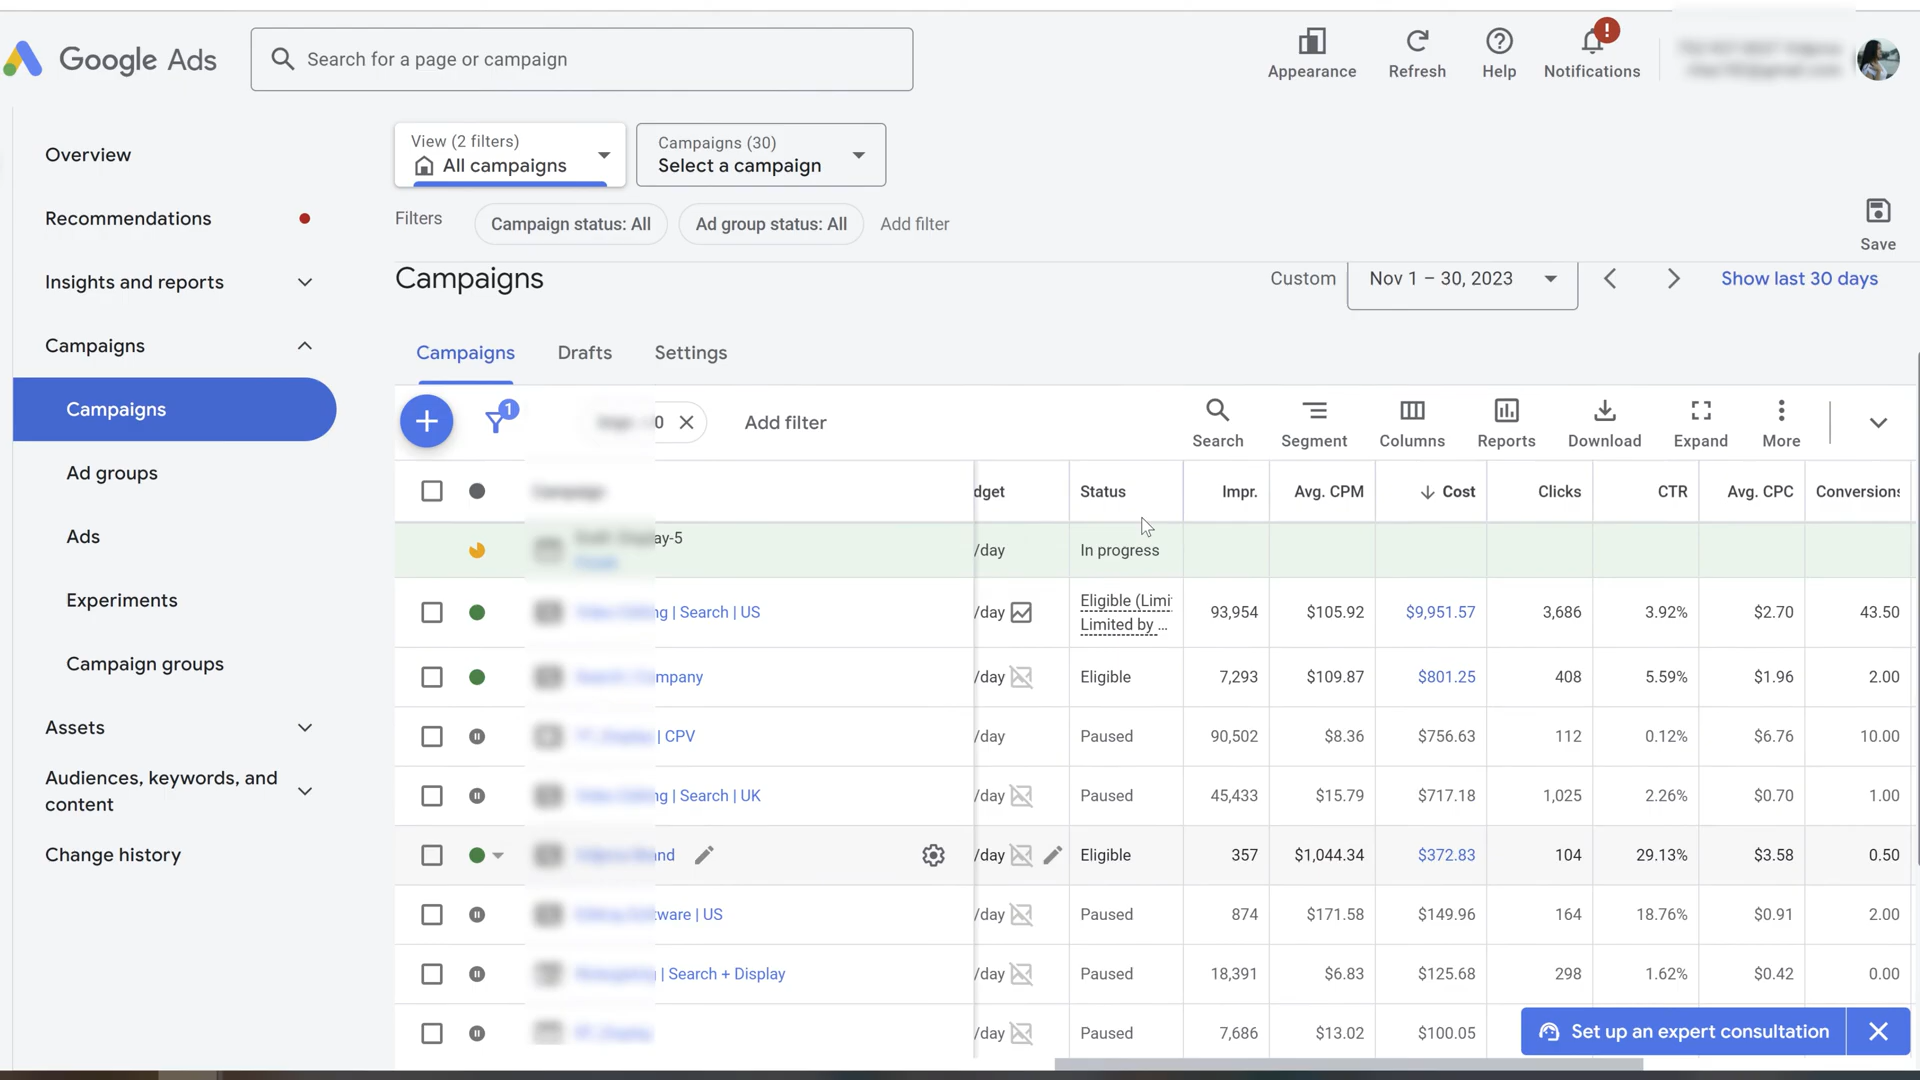 Google Ads
Search for a page or campaign
Appearance
Refresh
Help
Notifications
!
Overview
Recommendations
Insights and reports
Campaigns
Campaigns
Ad groups
Ads
Experiments
Campaign groups
Assets
Audiences, keywords, and
content
Change history
View (2 filters)
All campaigns
Campaigns (30)
Select a campaign
Filters
Campaign status: All
Ad group status: All
Add filter
Save
Campaigns
Custom
Nov 1 – 30, 2023
Show last 30 days
Campaigns
Drafts
Settings
1
0
Add filter
Search
Segment
Columns
Reports
Download
Expand
More
dget Status Impr. Avg. CPM Cost Clicks CTR Avg. CPC Conversions
ay-5 /day In progress
ng | Search | US /day Eligible (Limi 93,954 $105.92 $9,951.57 3,686 3.92% $2.70 43.50
Limited by ...
mpany /day Eligible 7,293 $109.87 $801.25 408 5.59% $1.96 2.00
| CPV /day Paused 90,502 $8.36 $756.63 112 0.12% $6.76 10.00
ng | Search | UK /day Paused 45,433 $15.79 $717.18 1,025 2.26% $0.70 1.00
nd /day Eligible 357 $1,044.34 $372.83 104 29.13% $3.58 0.50
tware | US /day Paused 874 $171.58 $149.96 164 18.76% $0.91 2.00
| Search + Display /day Paused 18,391 $6.83 $125.68 298 1.62% $0.42 0.00
/day Paused 7,686 $13.02 $100.05
Set up an expert consultation